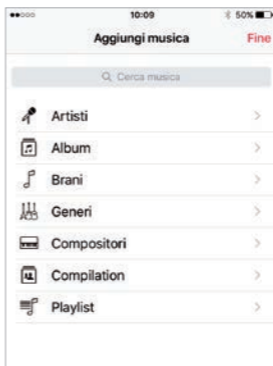 10:09 50%
Aggiungi musica Fine
Cerca musica
Artisti
Album
Brani
Generi
Compositori
Compilation
Playlist